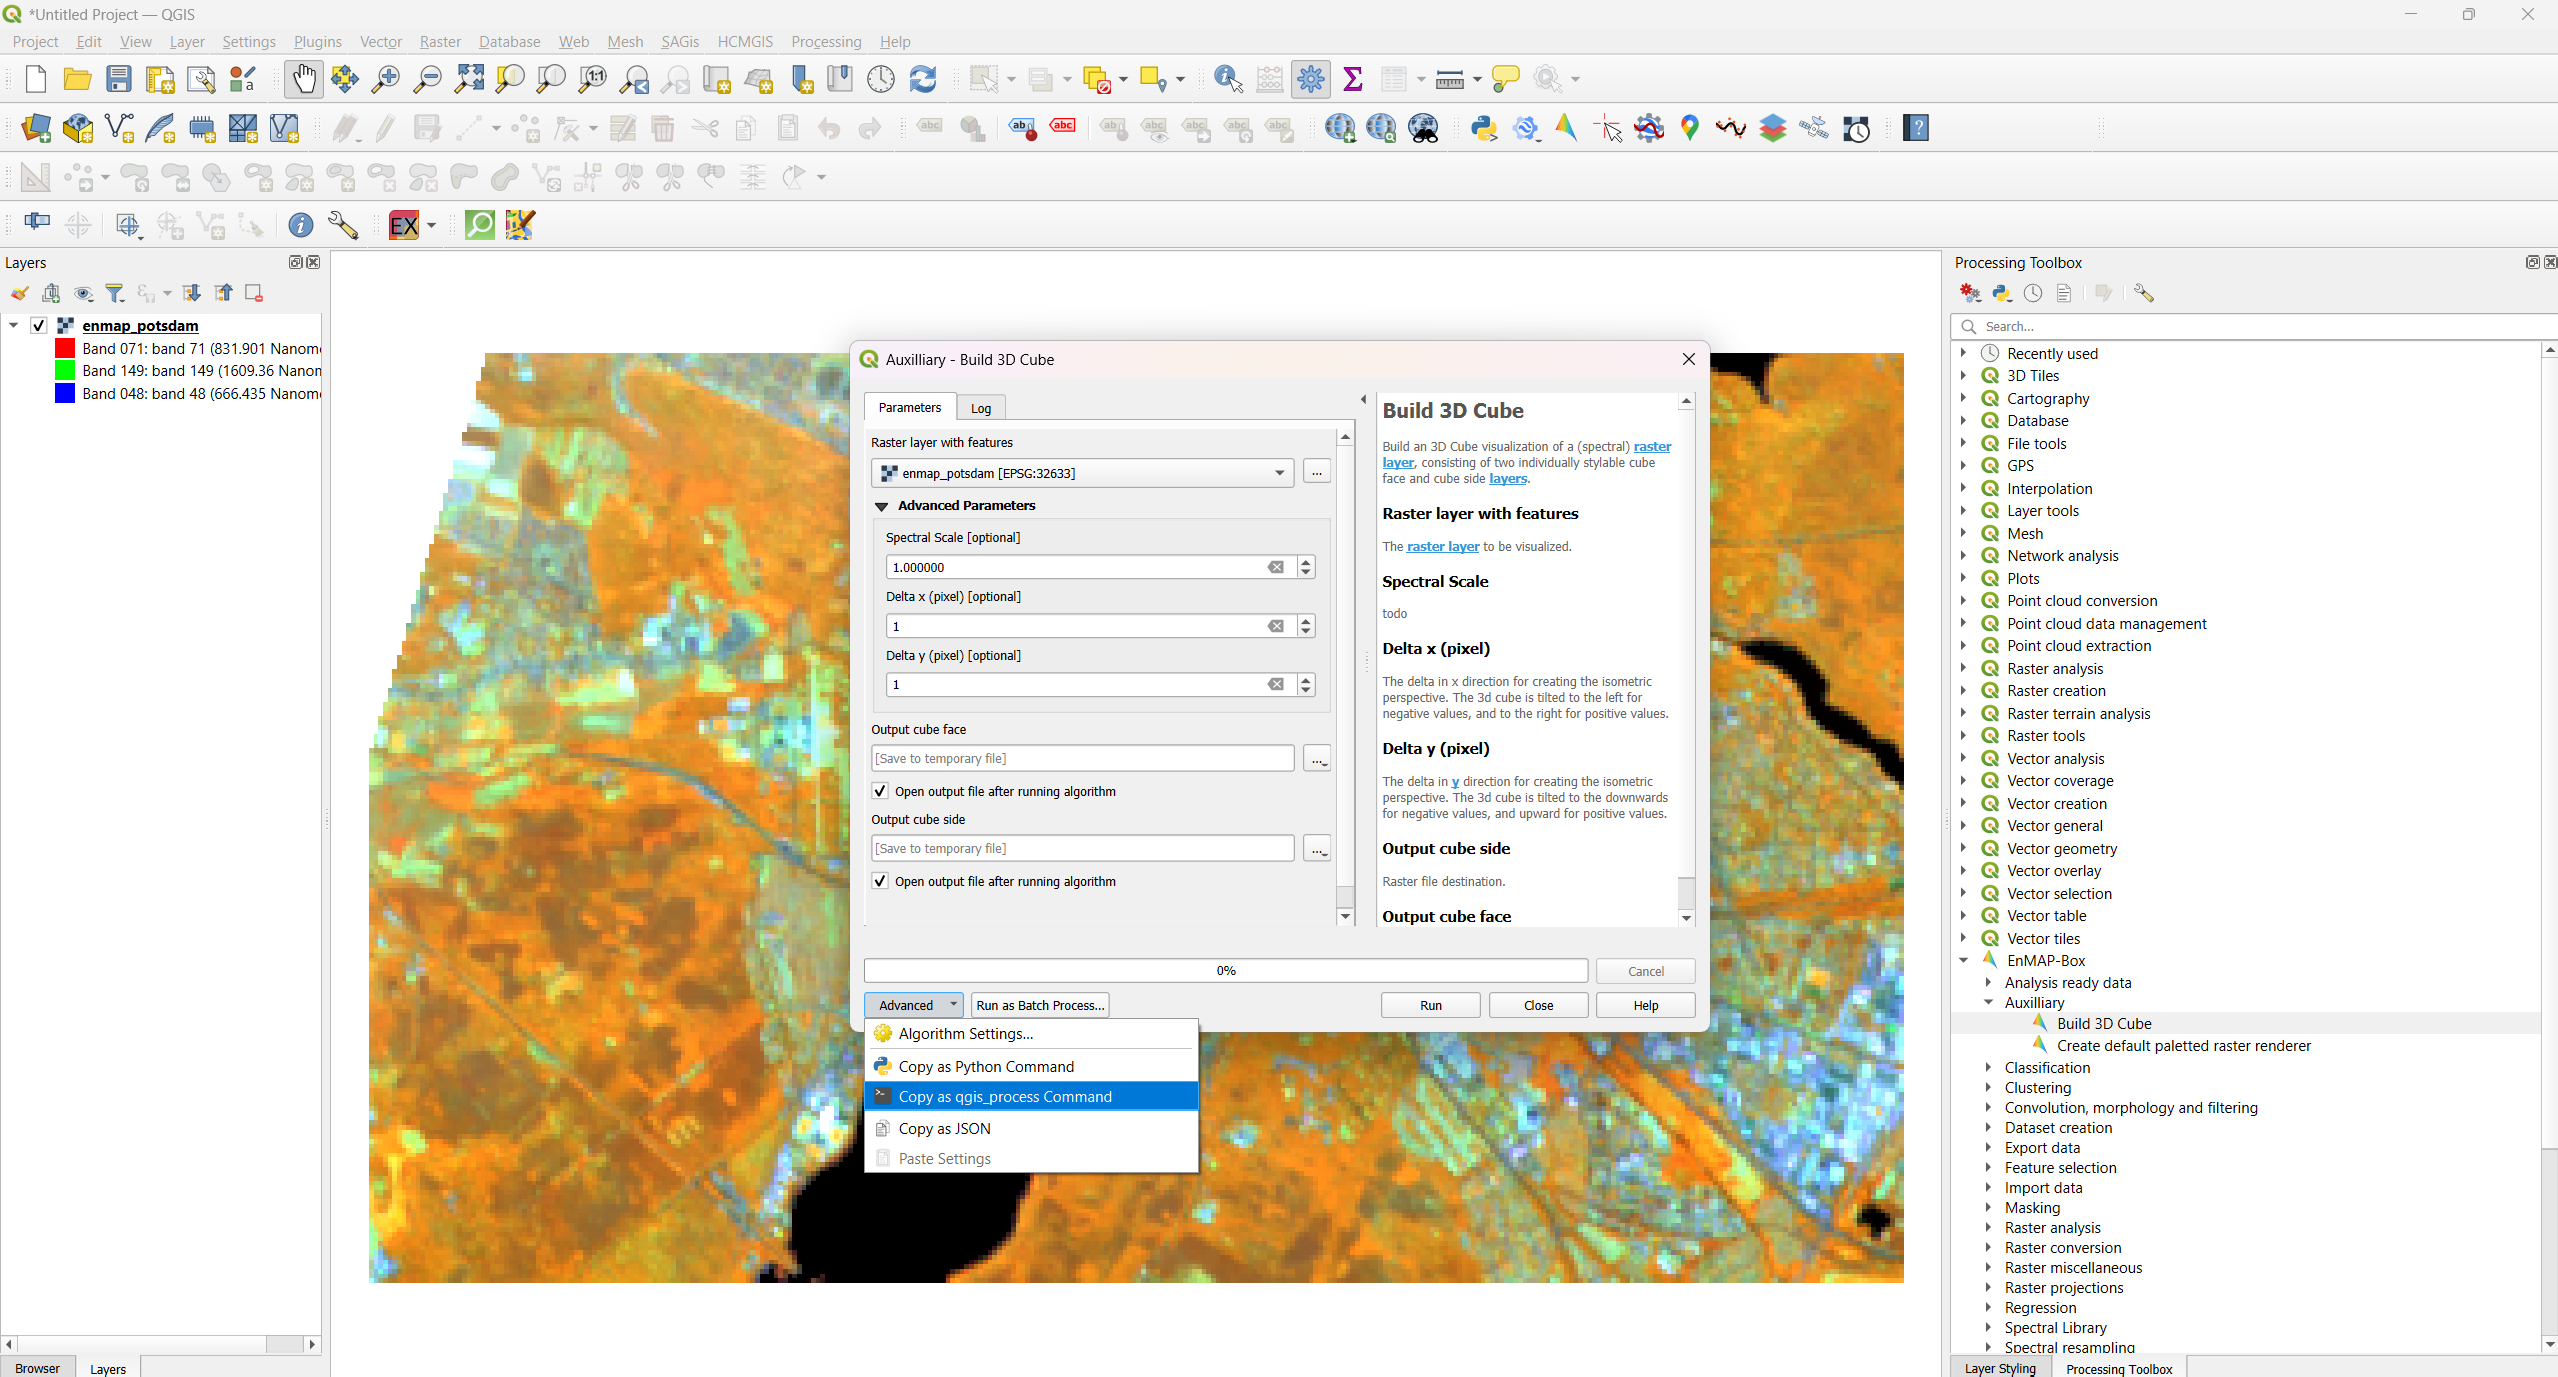 *Untitled Project — QGIS
Project Edit View Layer Settings Plugins Vector Raster Database Web Mesh SAGis HCMGIS Processing Help
Layers
enmap_potsdam
Band 071: band 71 (831.901 Nanom
Band 149: band 149 (1609.36 Nanon
Band 048: band 48 (666.435 Nanom
Browser
Layers
Auxilliary - Build 3D Cube
Parameters
Log
Raster layer with features
enmap_potsdam [EPSG:32633]
...
Advanced Parameters
Spectral Scale [optional]
1.000000
Delta x (pixel) [optional]
1
Delta y (pixel) [optional]
1
Output cube face
[Save to temporary file]
...
Open output file after running algorithm
Output cube side
[Save to temporary file]
...
Open output file after running algorithm
Build 3D Cube
Build an 3D Cube visualization of a (spectral) raster
layer, consisting of two individually stylable cube
face and cube side layers.
Raster layer with features
The raster layer to be visualized.
Spectral Scale
todo
Delta x (pixel)
The delta in x direction for creating the isometric
perspective. The 3d cube is tilted to the left for
negative values, and to the right for positive values.
Delta y (pixel)
The delta in y direction for creating the isometric
perspective. The 3d cube is tilted to the downwards
for negative values, and upward for positive values.
Output cube side
Raster file destination.
Output cube face
0%
Cancel
Advanced
Run as Batch Process...
Run
Close
Help
Algorithm Settings...
Copy as Python Command
Copy as qgis_process Command
Copy as JSON
Paste Settings
Processing Toolbox
Search...
Recently used
3D Tiles
Cartography
Database
File tools
GPS
Interpolation
Layer tools
Mesh
Network analysis
Plots
Point cloud conversion
Point cloud data management
Point cloud extraction
Raster analysis
Raster creation
Raster terrain analysis
Raster tools
Vector analysis
Vector coverage
Vector creation
Vector general
Vector geometry
Vector overlay
Vector selection
Vector table
Vector tiles
EnMAP-Box
Analysis ready data
Auxilliary
Build 3D Cube
Create default paletted raster renderer
Classification
Clustering
Convolution, morphology and filtering
Dataset creation
Export data
Feature selection
Import data
Masking
Raster analysis
Raster conversion
Raster miscellaneous
Raster projections
Regression
Spectral Library
Spectral resampling
Layer Styling
Processing Toolbox